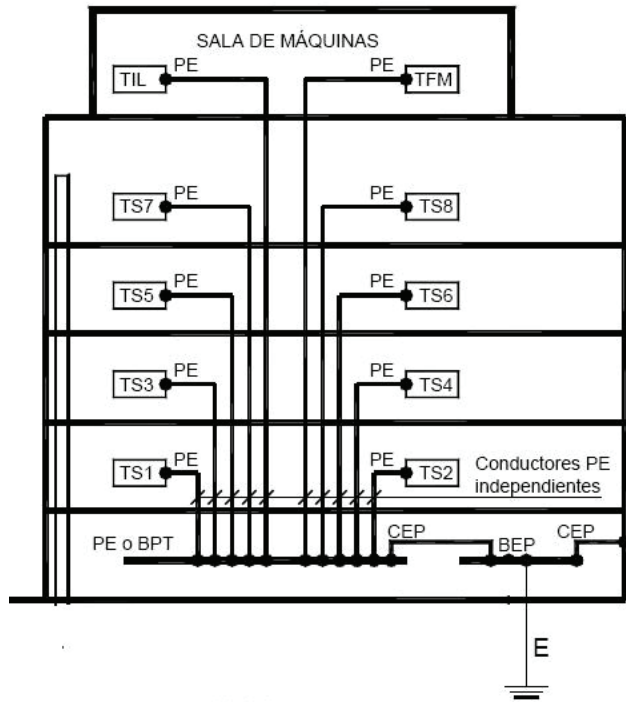 SALA DE MÁQUINAS
TIL PE PE TFM
TS7 PE PE TS8
TS5 PE PE TS6
TS3 PE PE TS4
TS1 PE PE TS2
Conductores PE
independientes
PE o BPT CEP BEP CEP
E